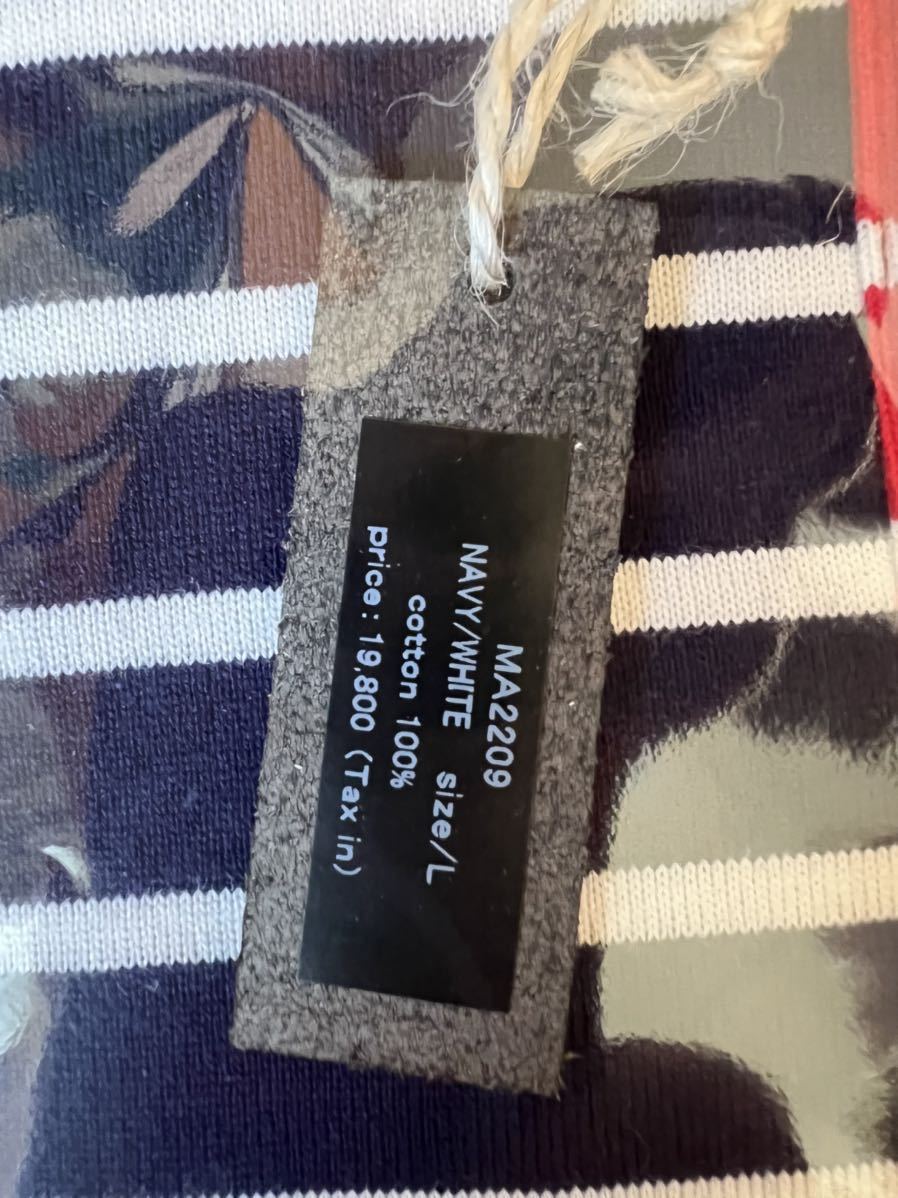 MA2209
NAVY/WHITE size/L
cotton 100%
price: 19,800 (Tax in)